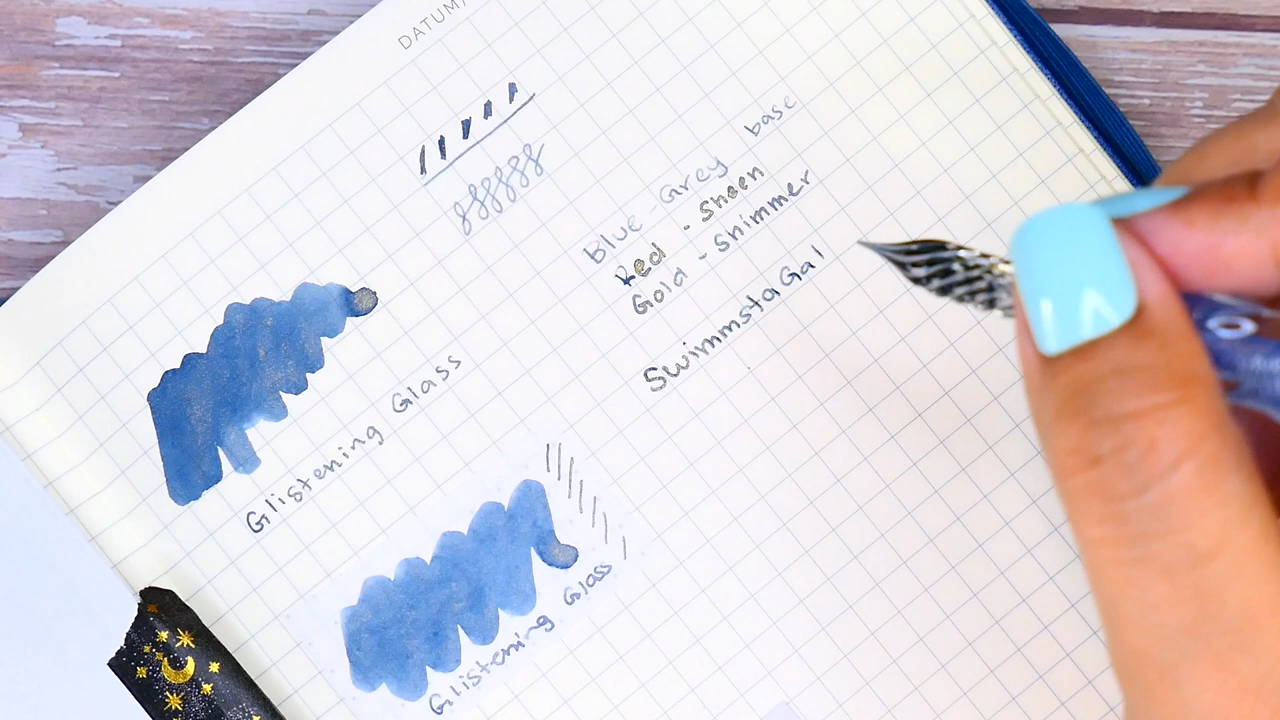 DATUM/
Blue-Grey base
Red - Sheen
Gold - Shimmer
SwimmstaGal
Glistening Glass
Glistening Glass